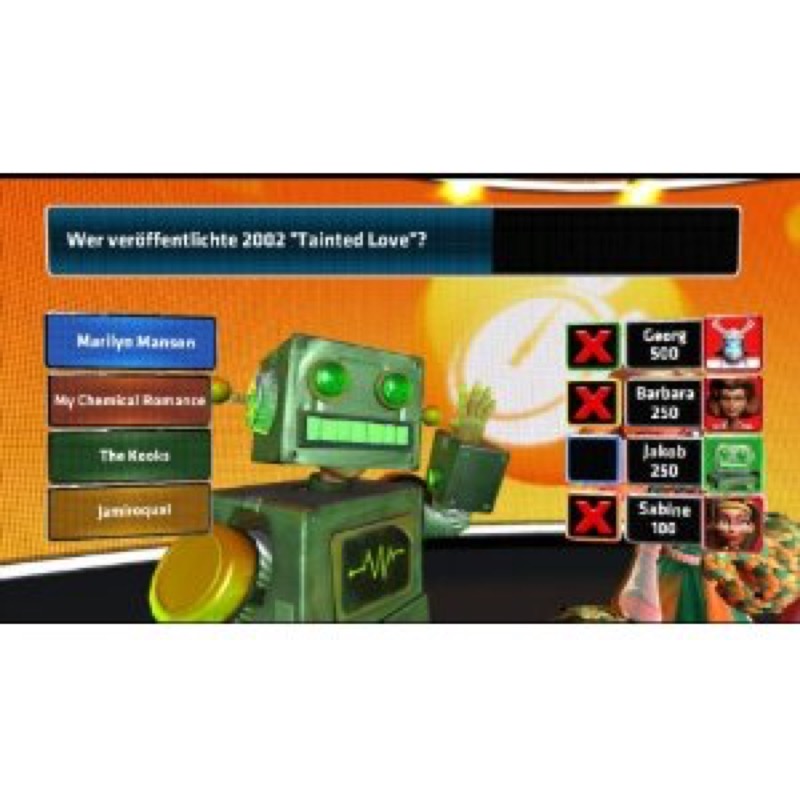 Wer veröffentlichte 2002 "Tainted Love"?
Marilyn Manson
My Chemical Romance
The Kooks
Jamiroquai
Georg
500
Barbara
250
Jakob
250
Sabine
100